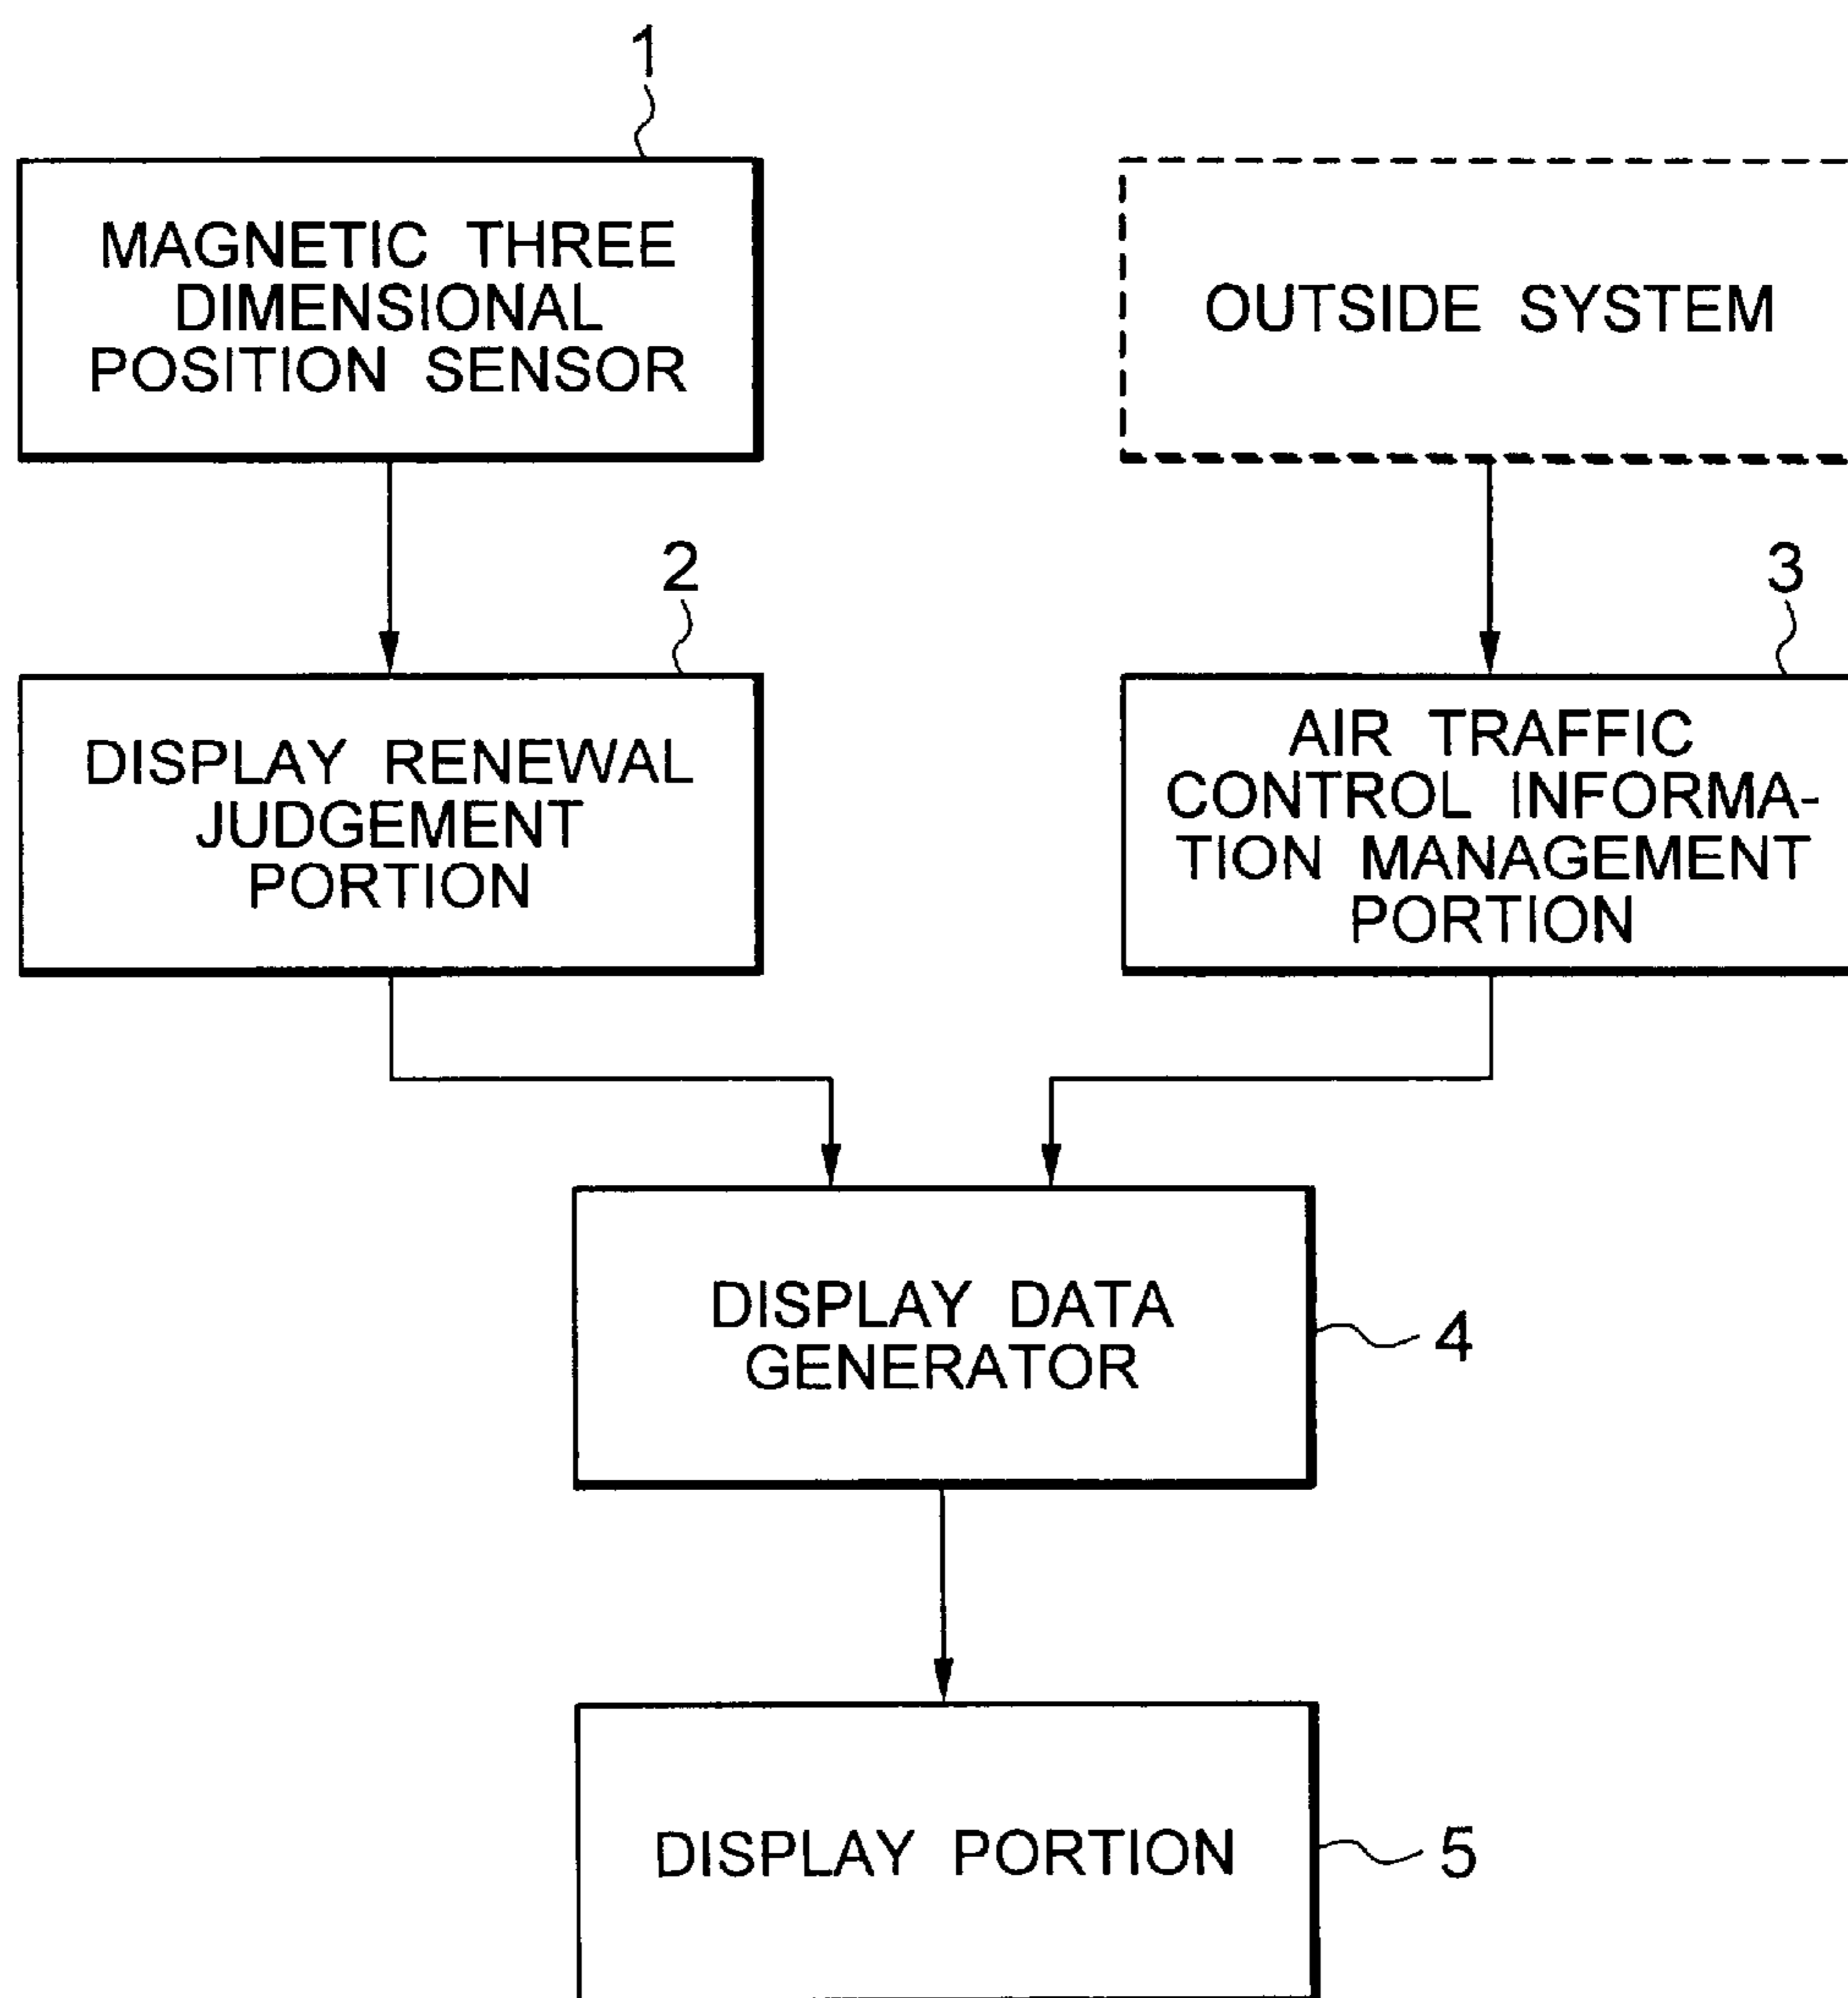 1
MAGNETIC THREE
DIMENSIONAL
POSITION SENSOR
OUTSIDE SYSTEM
2
DISPLAY RENEWAL
JUDGEMENT
PORTION
3
AIR TRAFFIC
CONTROL INFORMA-
TION MANAGEMENT
PORTION
DISPLAY DATA
GENERATOR
4
DISPLAY PORTION
5